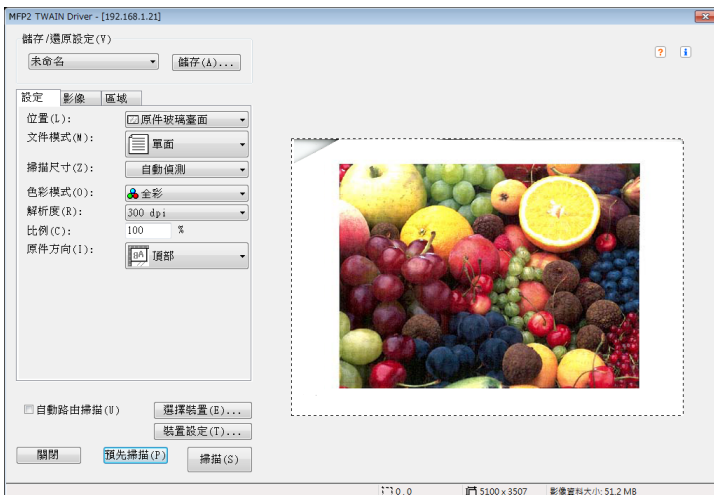 MFP2 TWAIN Driver - [192.168.1.21]
儲存/還原設定(V)
未命名 儲存(A)...
設定 影像 區域
位置(L): 原件玻璃臺面
文件模式(M): 單面
掃描尺寸(Z): 自動偵測
色彩模式(O): 全彩
解析度(R): 300 dpi
比例(C): 100 %
原件方向(I): 頂部
自動路由掃描(U) 選擇裝置(E)...
裝置設定(T)...
關閉 預先掃描(P) 掃描(S)
0 , 0 5100 x 3507 影像資料大小: 51.2 MB